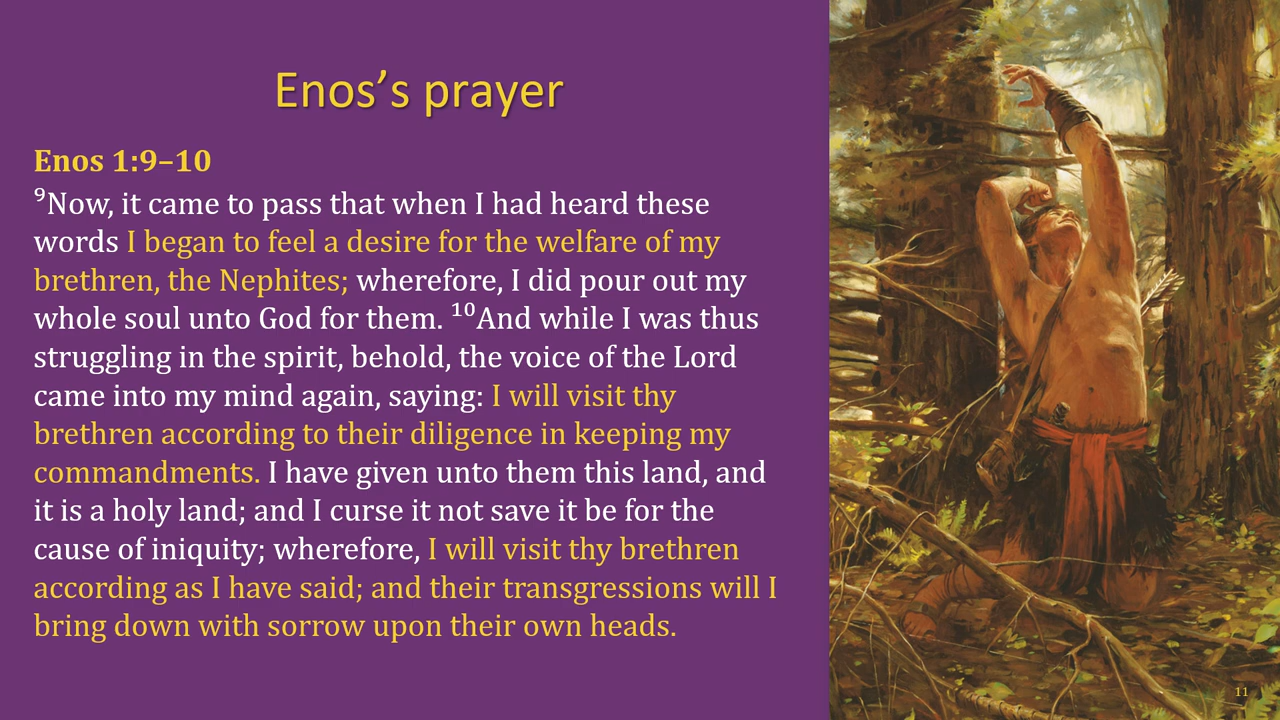 Enos’s prayer
Enos 1:9–10
⁹Now, it came to pass that when I had heard these
words I began to feel a desire for the welfare of my
brethren, the Nephites; wherefore, I did pour out my
whole soul unto God for them. ¹⁰And while I was thus
struggling in the spirit, behold, the voice of the Lord
came into my mind again, saying: I will visit thy
brethren according to their diligence in keeping my
commandments. I have given unto them this land, and
it is a holy land; and I curse it not save it be for the
cause of iniquity; wherefore, I will visit thy brethren
according as I have said; and their transgressions will I
bring down with sorrow upon their own heads.
11